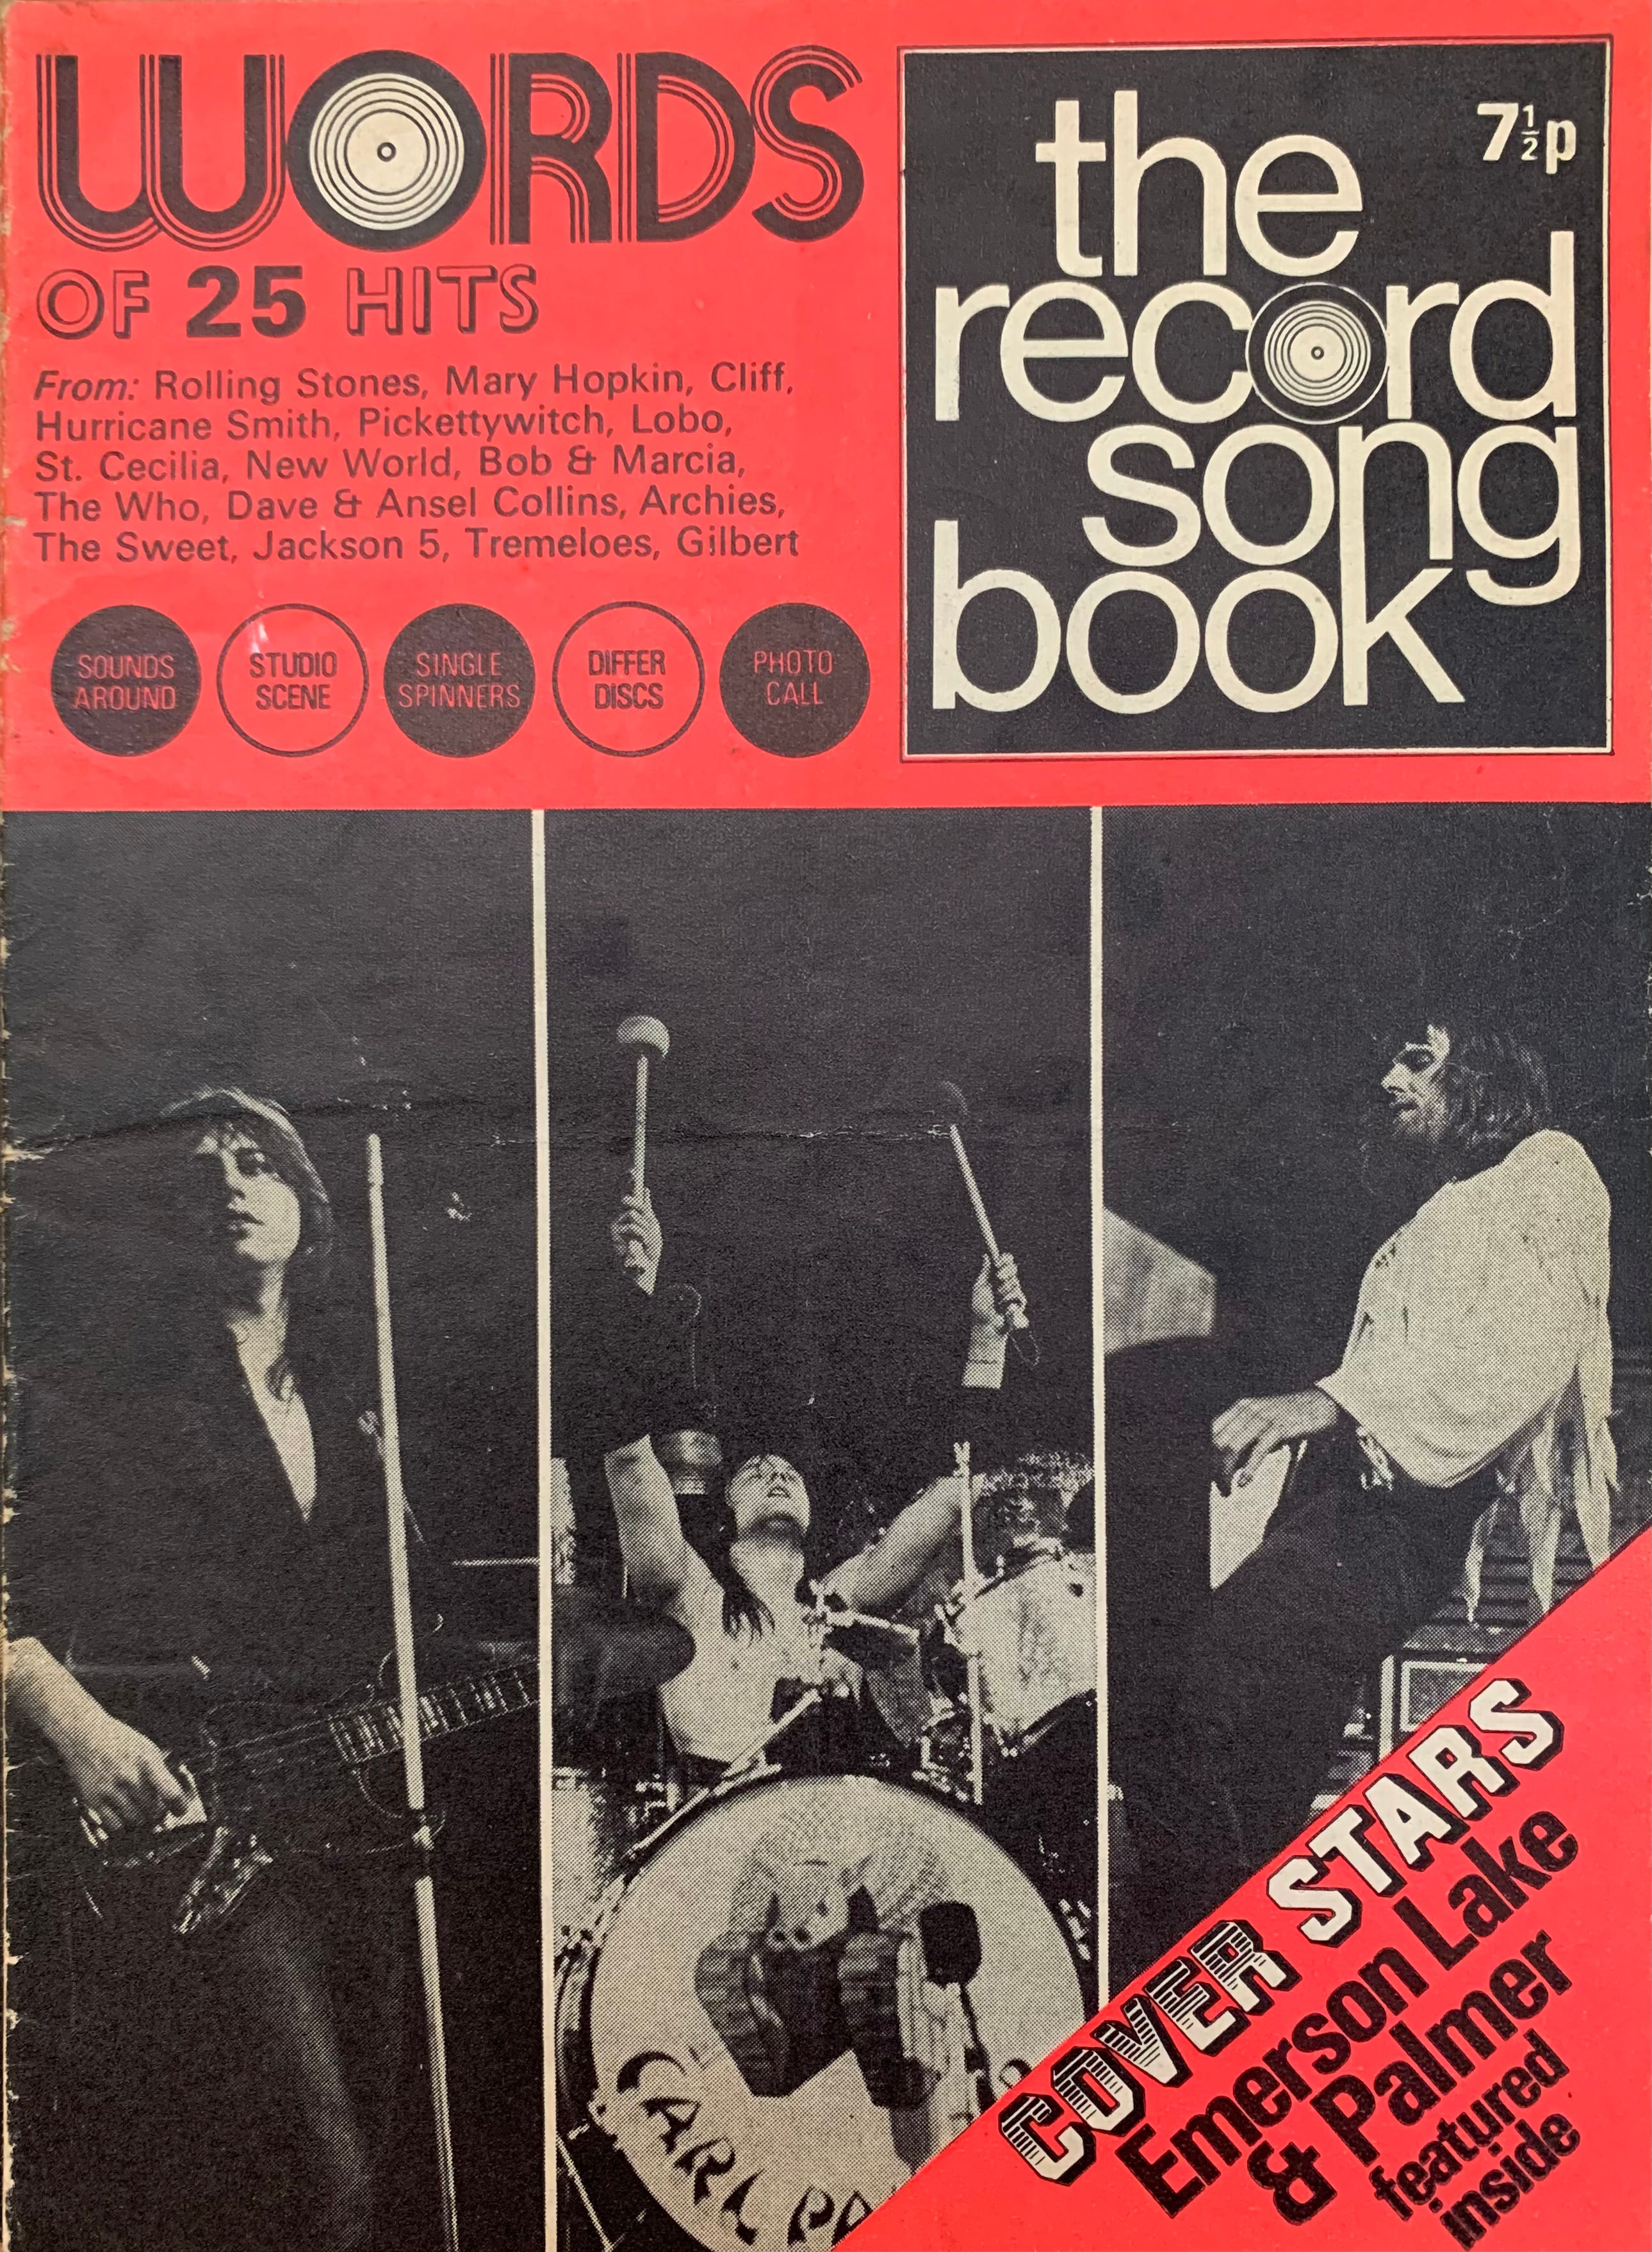 WORDS
OF 25 HITS
From: Rolling Stones, Mary Hopkin, Cliff,
Hurricane Smith, Pickettywitch, Lobo,
St. Cecilia, New World, Bob & Marcia,
The Who, Dave & Ansel Collins, Archies,
The Sweet, Jackson 5, Tremeloes, Gilbert
SOUNDS
AROUND
STUDIO
SCENE
SINGLE
SPINNERS
DIFFER
DISCS
PHOTO
CALL
7½p
the
record
song
book
CARL PA
COVER STARS
Emerson Lake
& Palmer
featured
inside